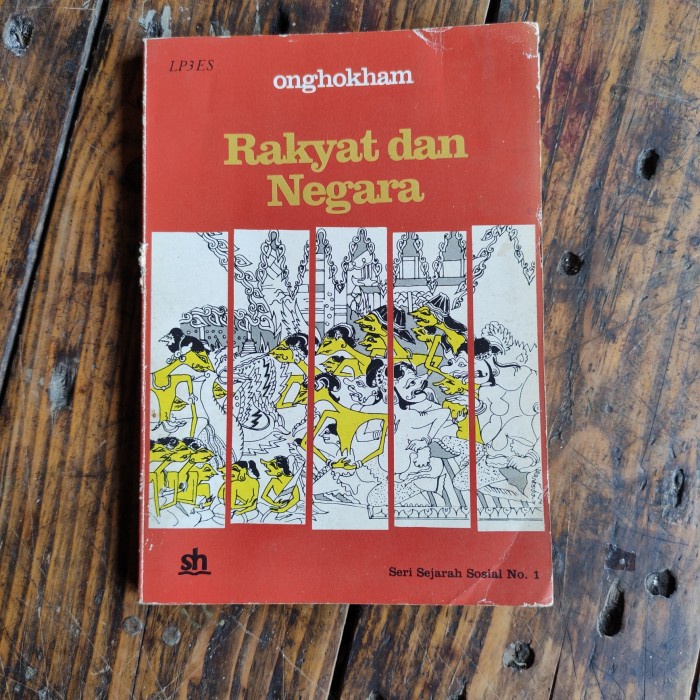 LP3ES
onghokham
Rakyat dan
Negara
sh
Seri Sejarah Sosial No. 1